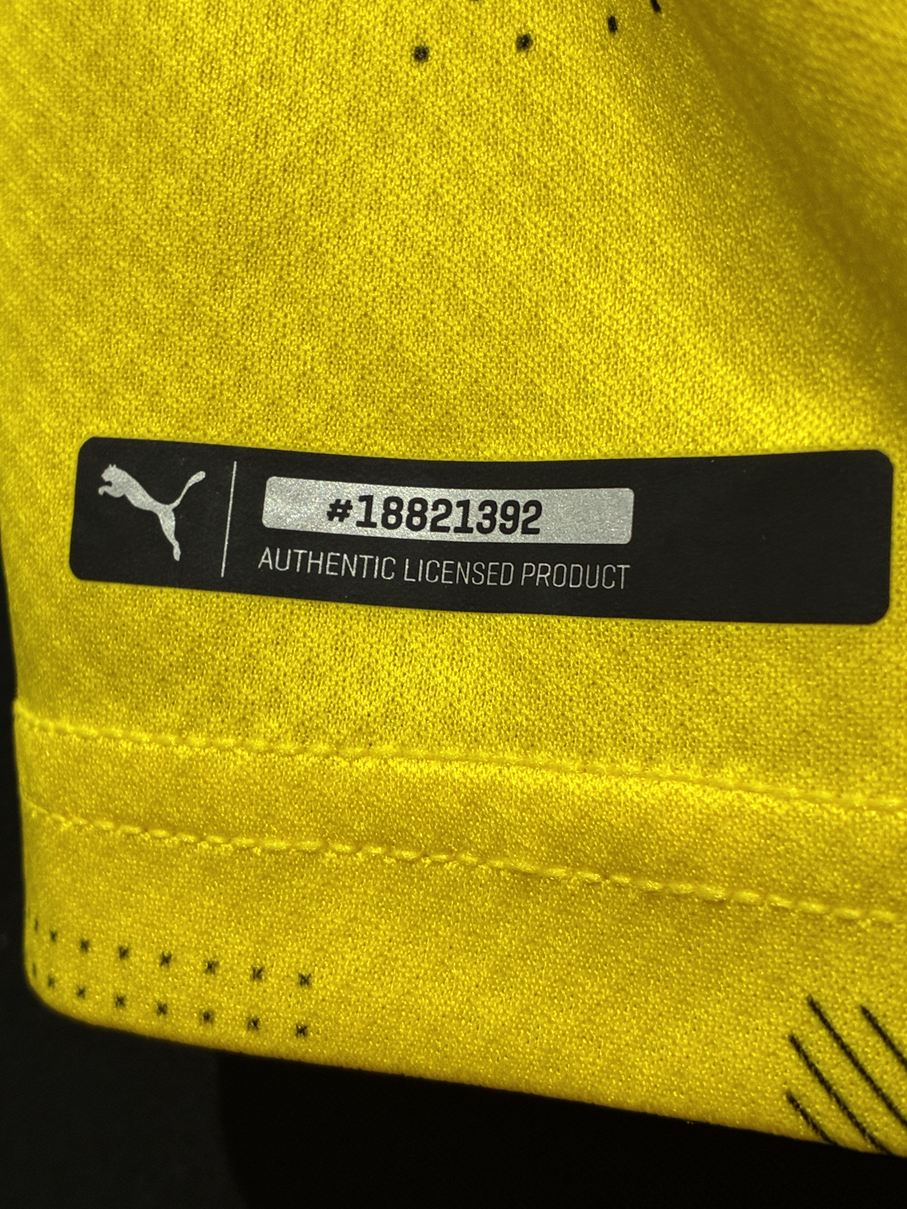 #18821392
AUTHENTIC LICENSED PRODUCT